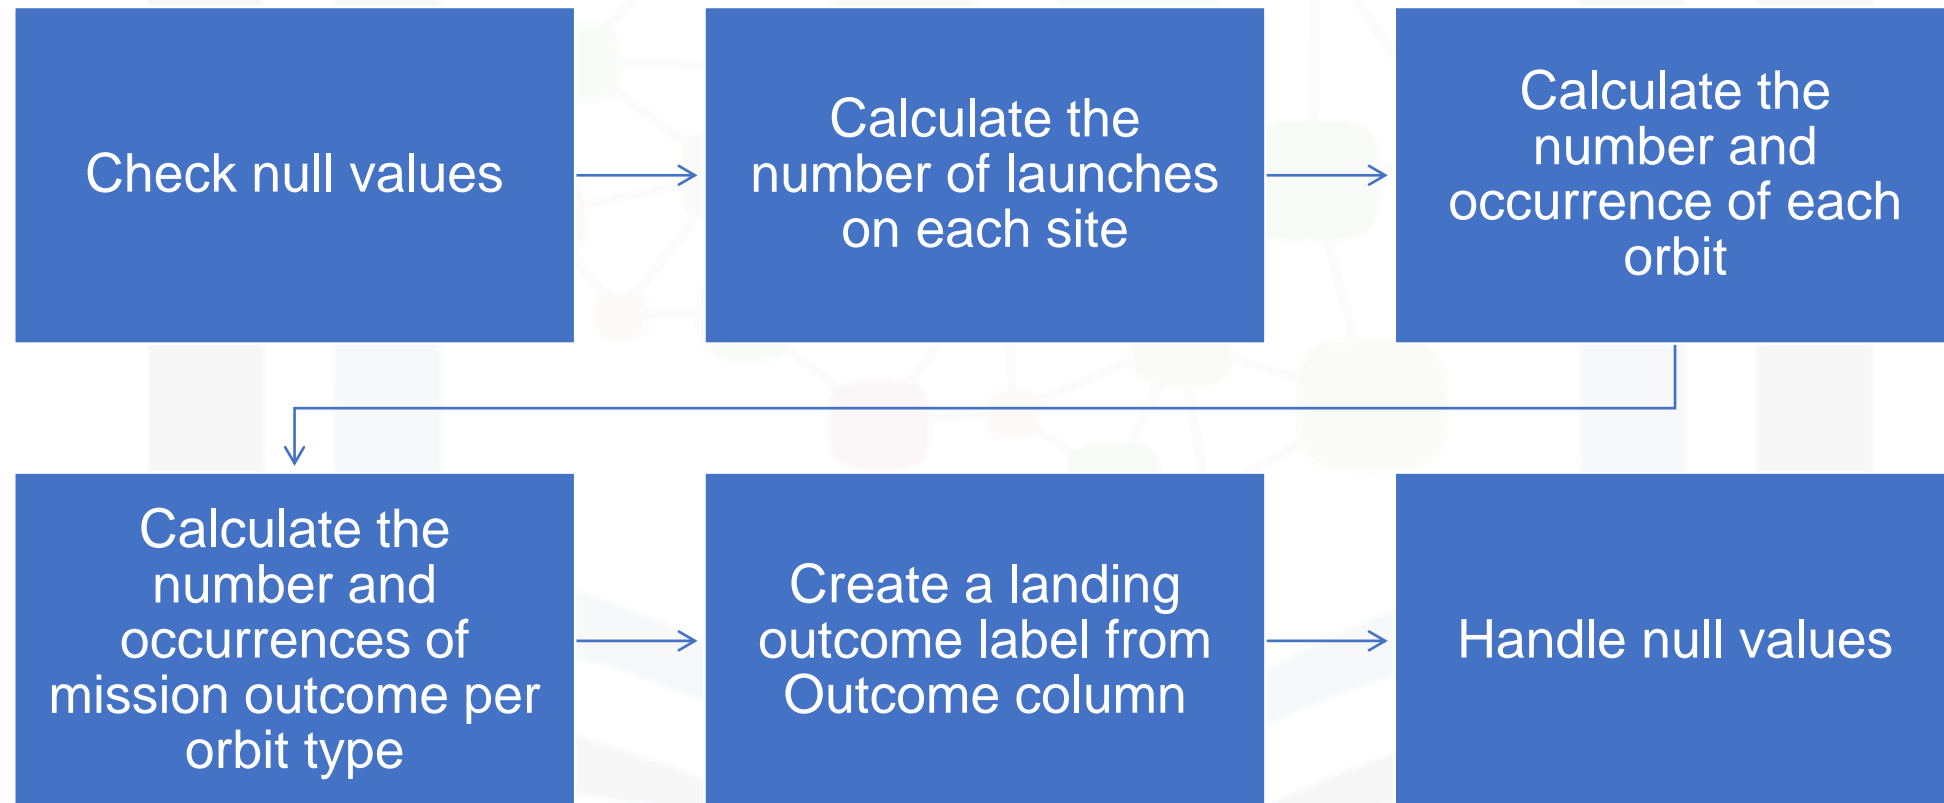 Check null values
Calculate the
number of launches
on each site
Calculate the
number and
occurrence of each
orbit
Calculate the
number and
occurrences of
mission outcome per
orbit type
Create a landing
outcome label from
Outcome column
Handle null values